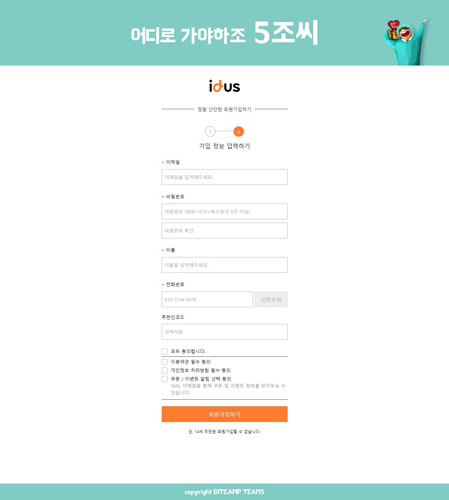 어디로 가야하조 5조씨
idus
정말 간단한 회원가입하기
1
2
가입 정보 입력하기
* 이메일
이메일을 입력해주세요.
* 비밀번호
비밀번호 (영문+숫자+특수문자 8자 이상)
비밀번호 확인
* 이름
이름을 입력해주세요.
* 전화번호
010-1234-5678
인증요청
추천인코드
선택사항
모두 동의합니다.
이용약관 필수 동의
개인정보 처리방침 필수 동의
쿠폰 / 이벤트 알림 선택 동의
SMS, 이메일을 통해 쿠폰 및 이벤트 정보를 받아보실 수
있습니다.
회원가입하기
만 14세 미만은 회원가입할 수 없습니다.
copyright BITCAMP TEAM5